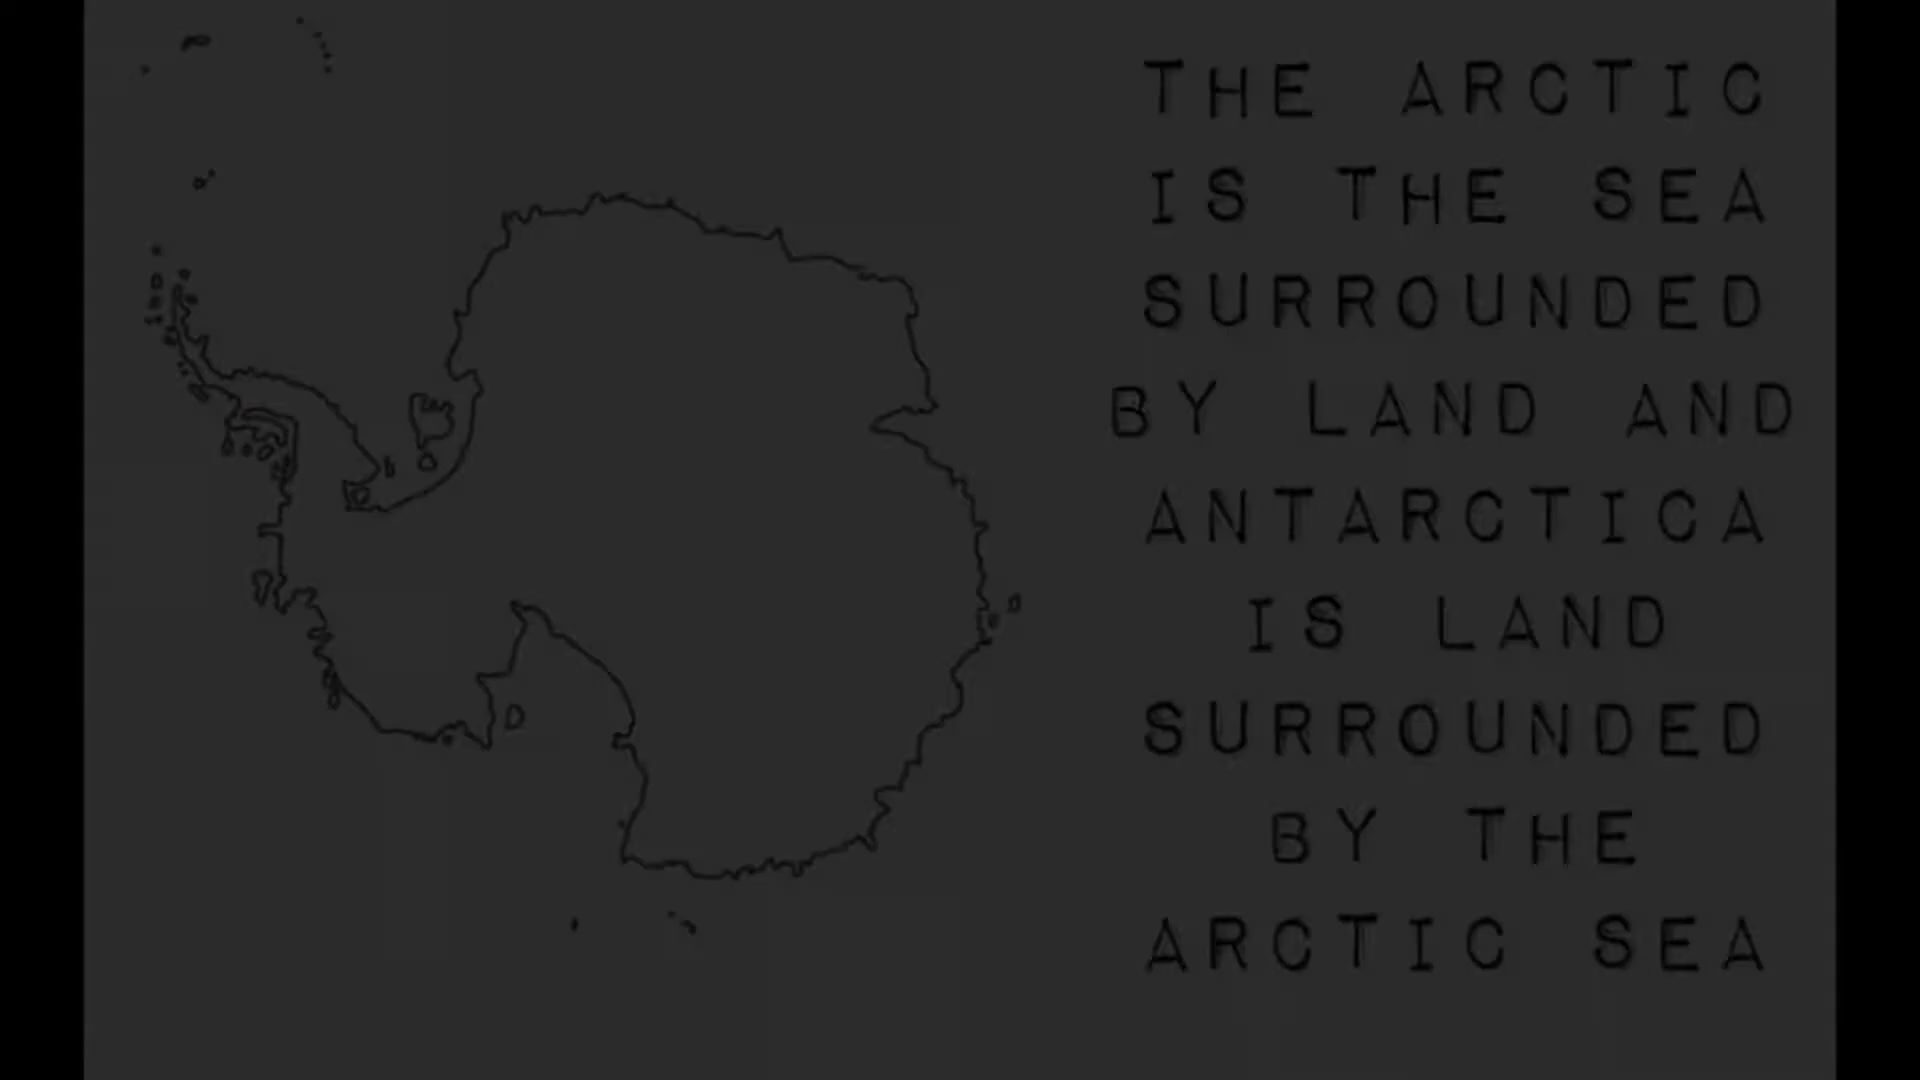 THE ARCTIC
IS THE SEA
SURROUNDED
BY LAND AND
ANTARCTICA
IS LAND
SURROUNDED
BY THE
ARCTIC SEA